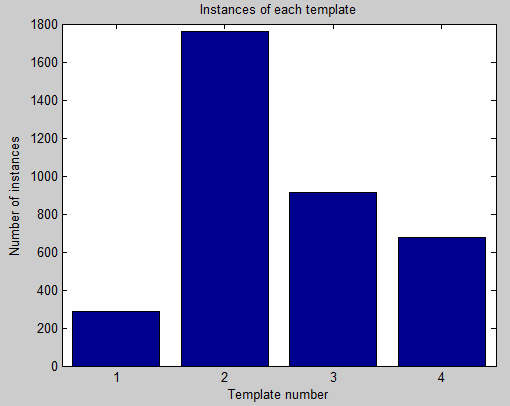 Instances of each template
Number of instances
1800
1600
1400
1200
1000
800
600
400
200
0
1 2 3 4
Template number